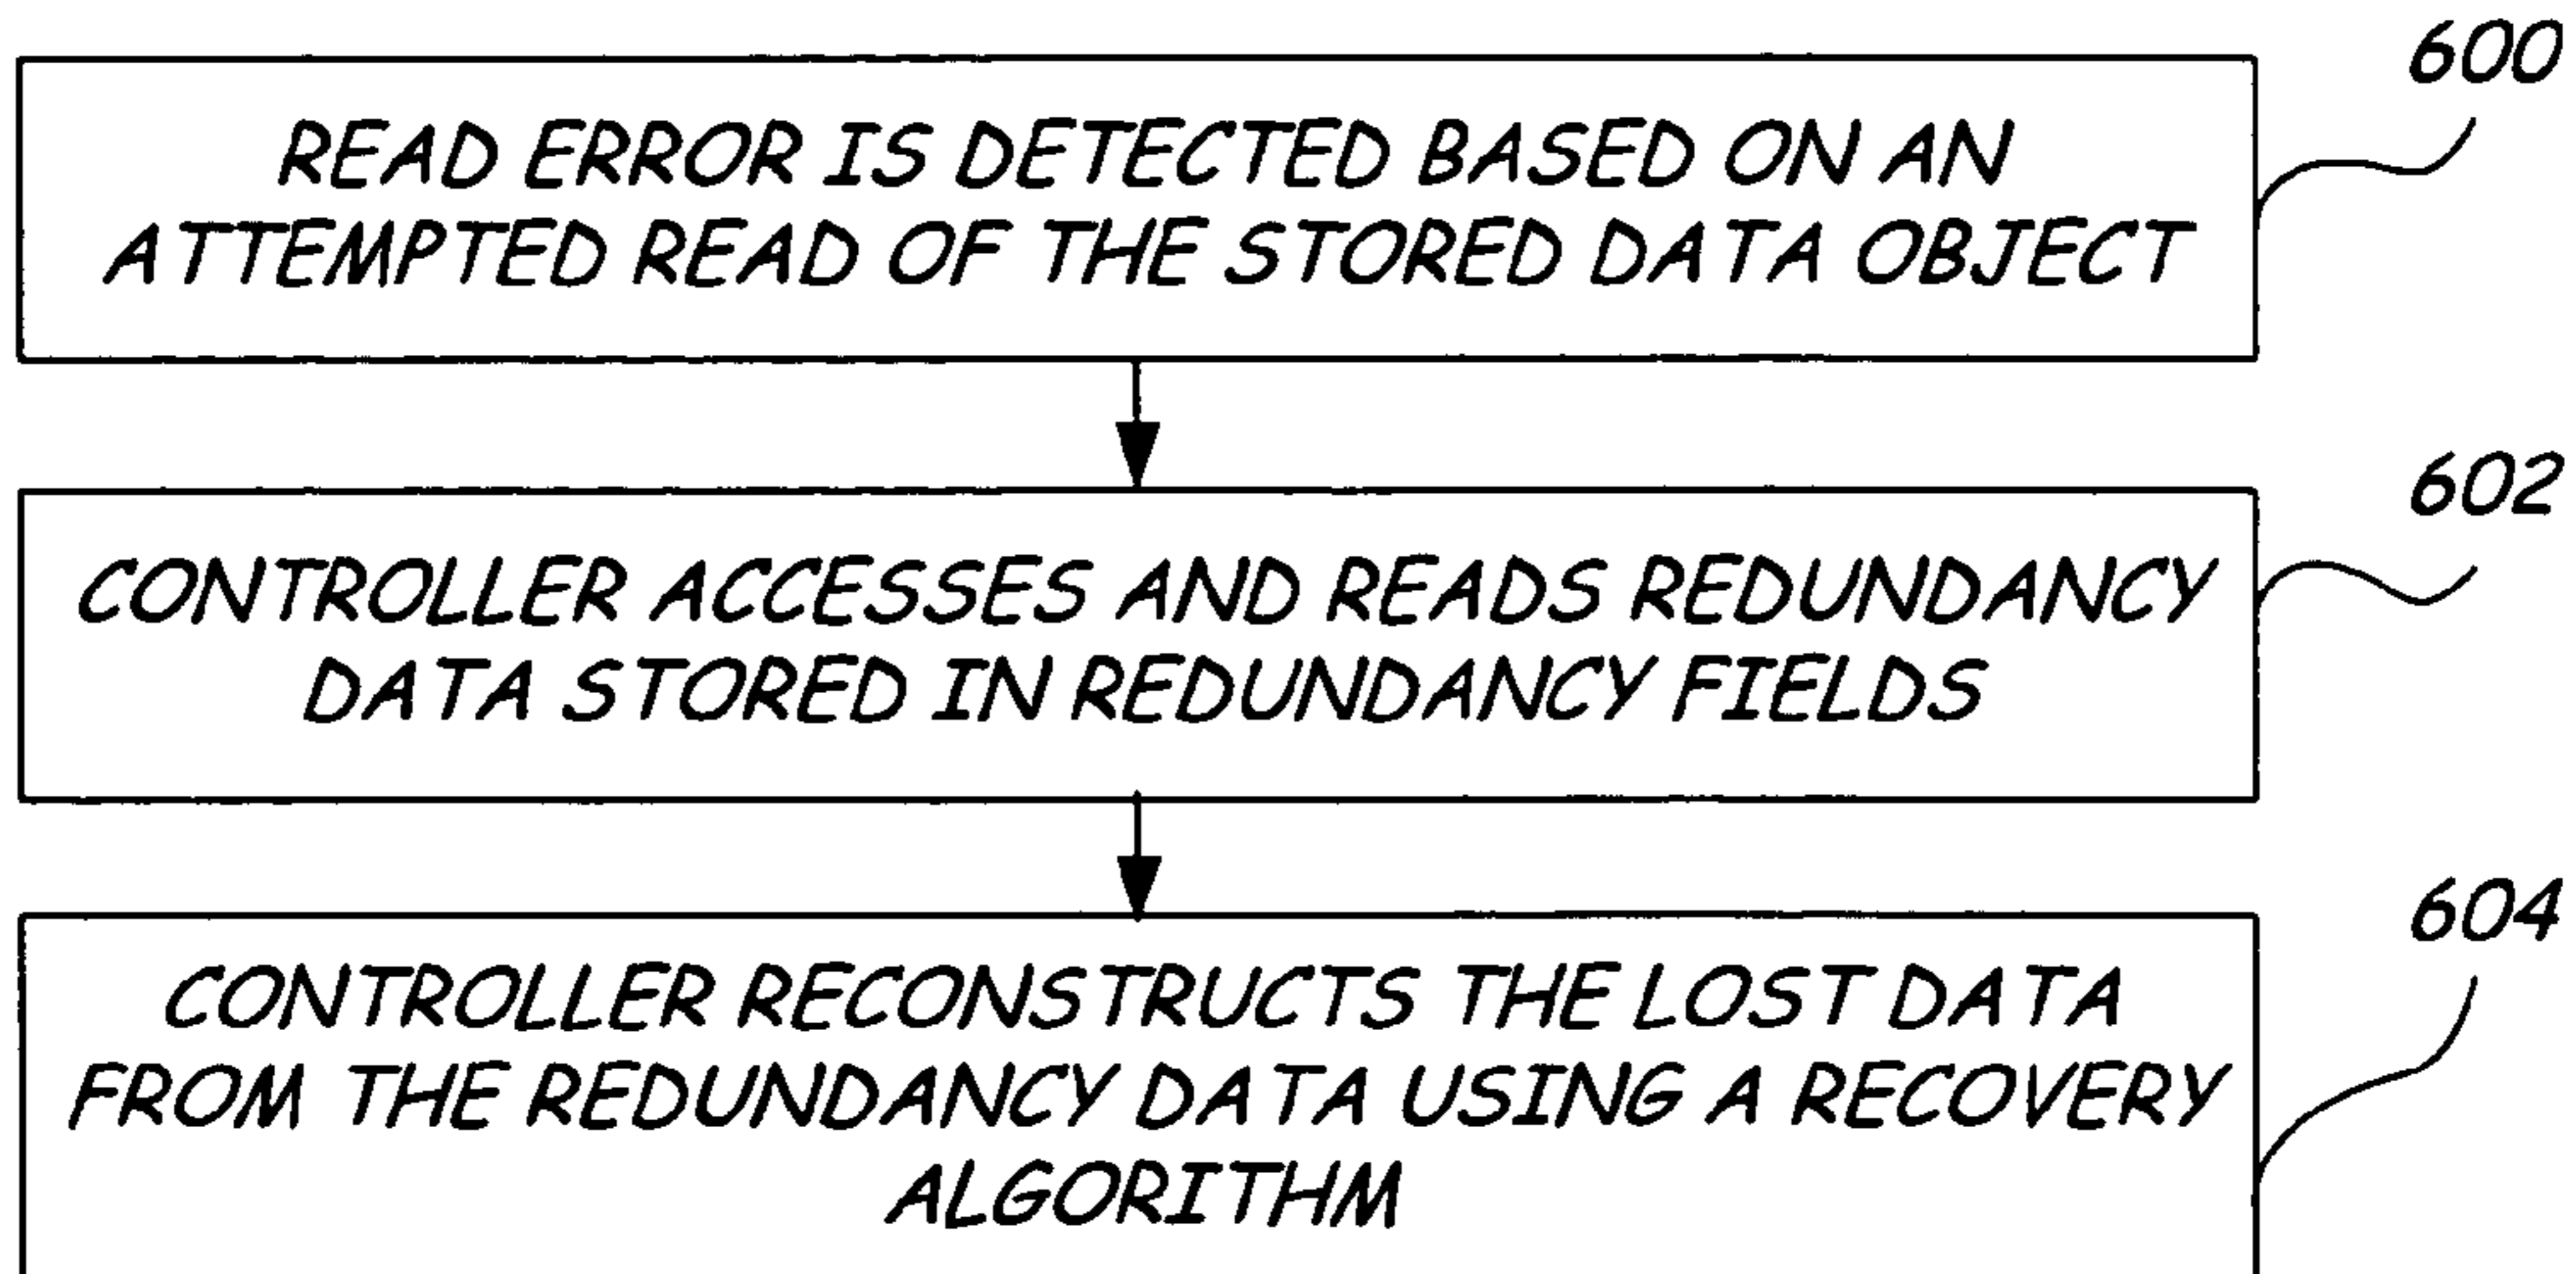 600
READ ERROR IS DETECTED BASED ON AN
ATTEMPTED READ OF THE STORED DATA OBJECT
602
CONTROLLER ACCESSES AND READS REDUNDANCY
DATA STORED IN REDUNDANCY FIELDS
604
CONTROLLER RECONSTRUCTS THE LOST DATA
FROM THE REDUNDANCY DATA USING A RECOVERY
ALGORITHM